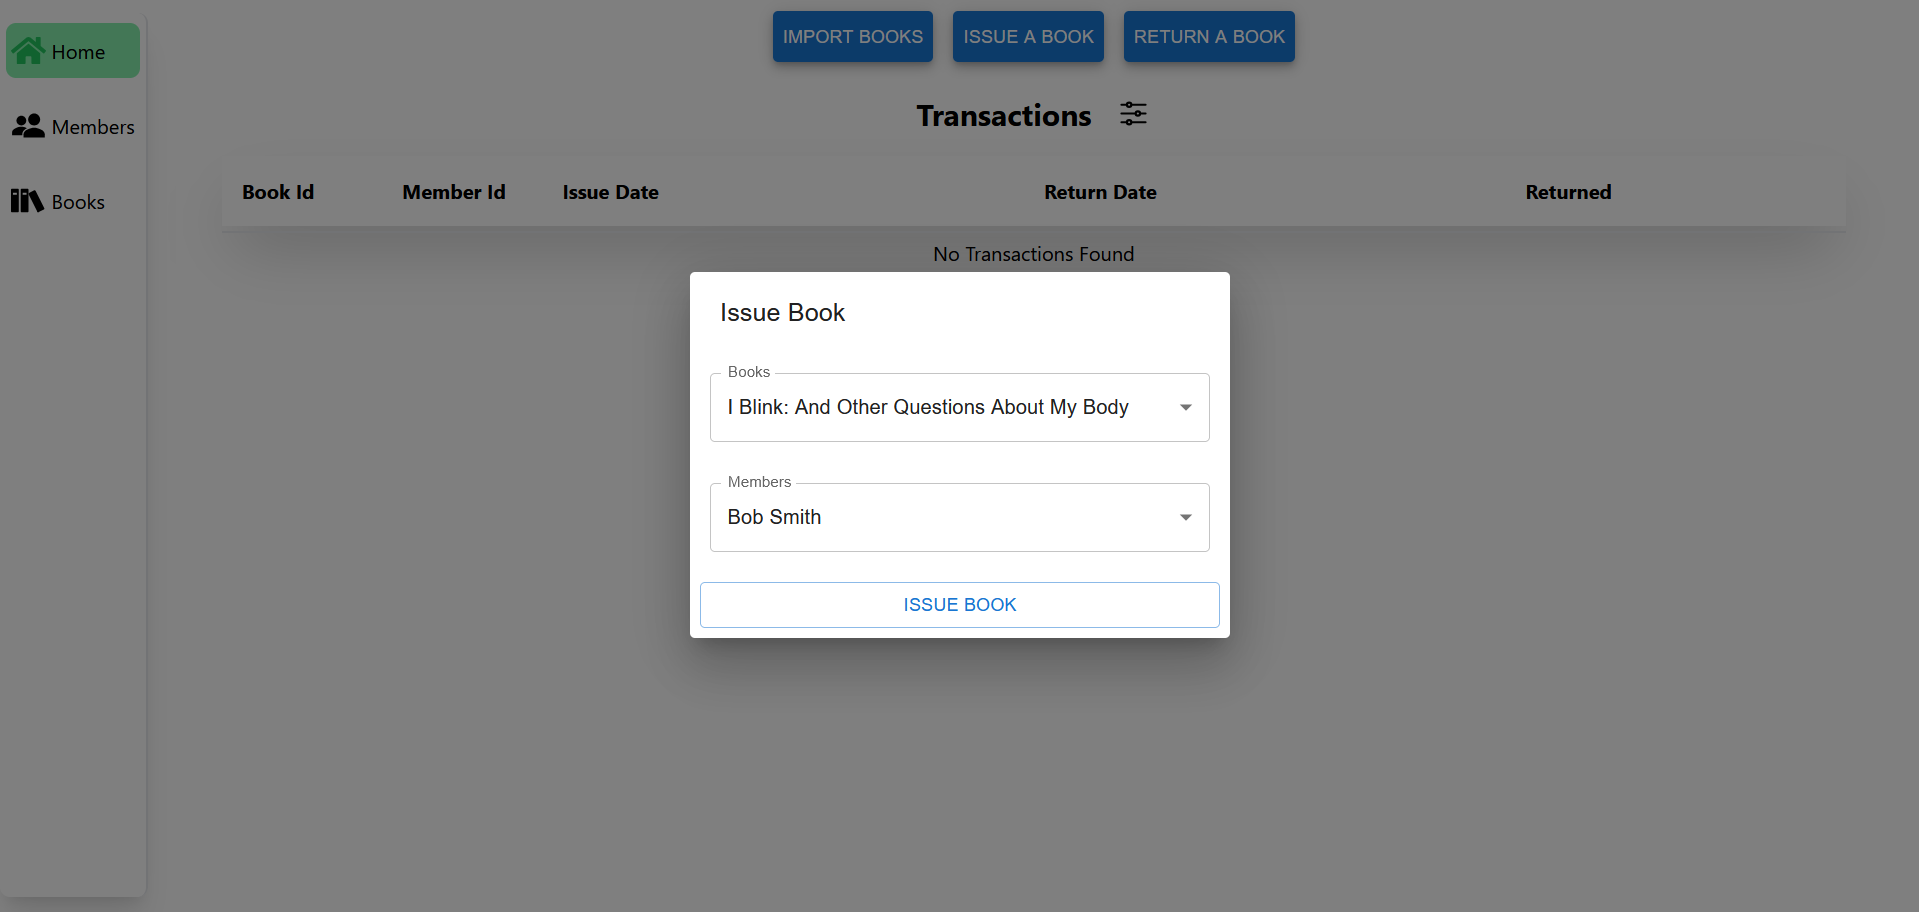 Home
Members
Books
IMPORT BOOKS ISSUE A BOOK RETURN A BOOK
Transactions
Book Id Member Id Issue Date Return Date Returned
No Transactions Found
Issue Book
Books
I Blink: And Other Questions About My Body
Members
Bob Smith
ISSUE BOOK